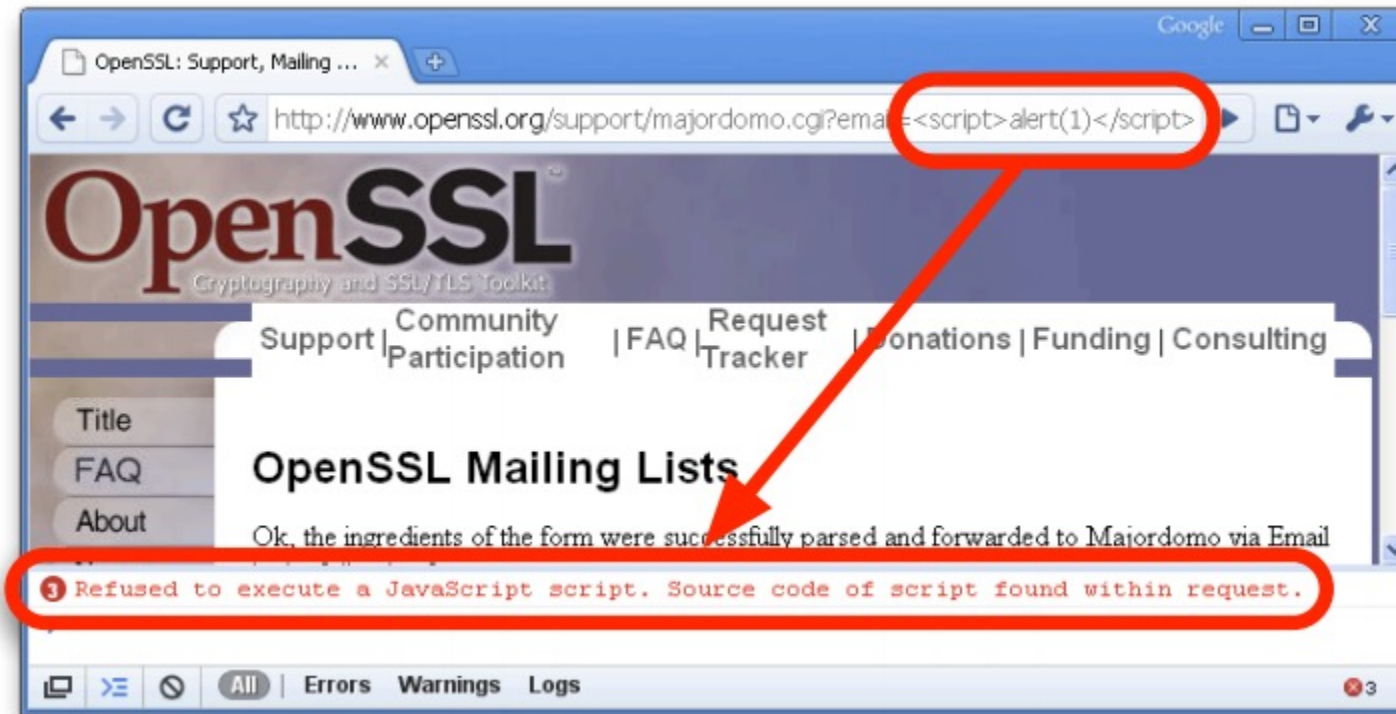 Google
OpenSSL: Support, Mailing ...
http://www.openssl.org/support/majordomo.cgi?email=<script>alert(1)</script>
OpenSSL
Cryptography and SSL/TLS Toolkit
Support | Community Participation | FAQ | Request Tracker | Donations | Funding | Consulting
Title
FAQ
About
OpenSSL Mailing Lists
Ok, the ingredients of the form were successfully parsed and forwarded to Majordomo via Email
3 Refused to execute a JavaScript script. Source code of script found within request.
All | Errors Warnings Logs
3